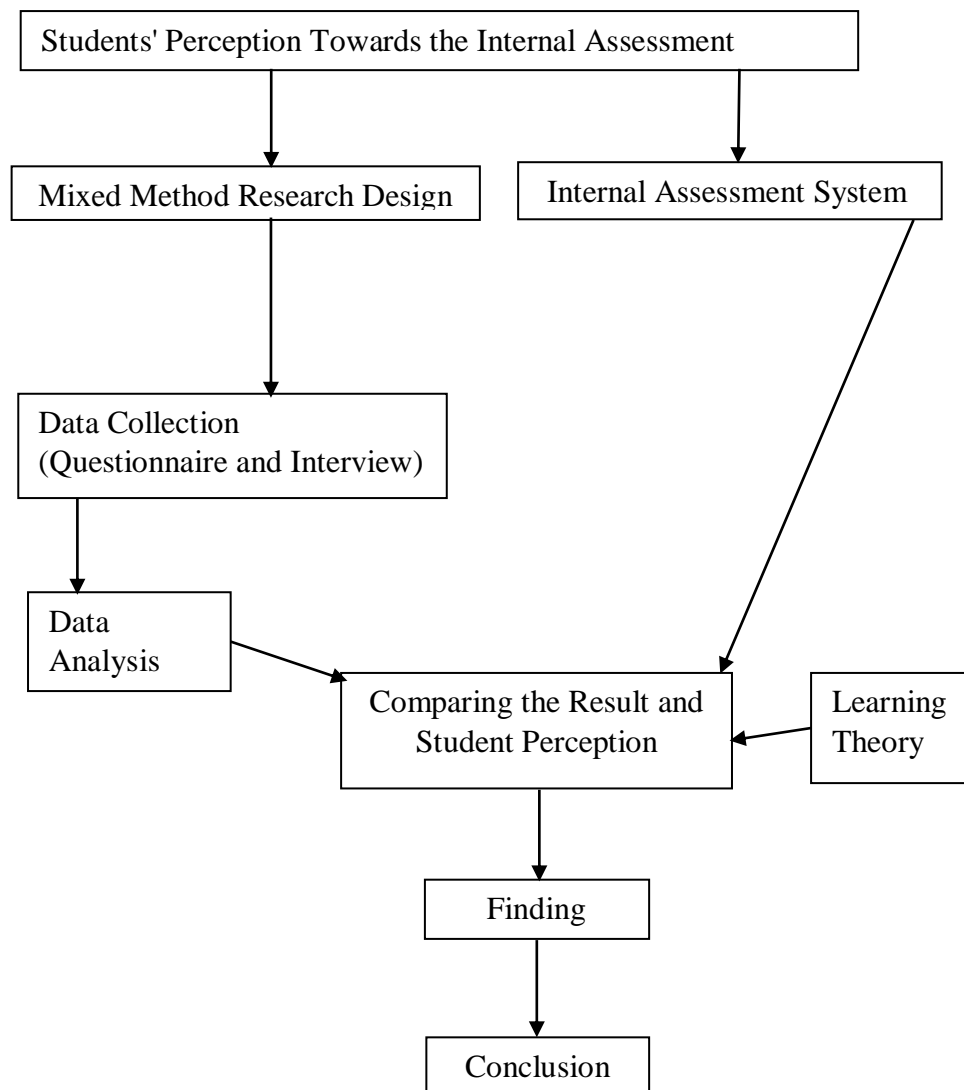 Students' Perception Towards the Internal Assessment
Mixed Method Research Design
Internal Assessment System
Data Collection
(Questionnaire and Interview)
Data
Analysis
Comparing the Result and
Student Perception
Learning
Theory
Finding
Conclusion